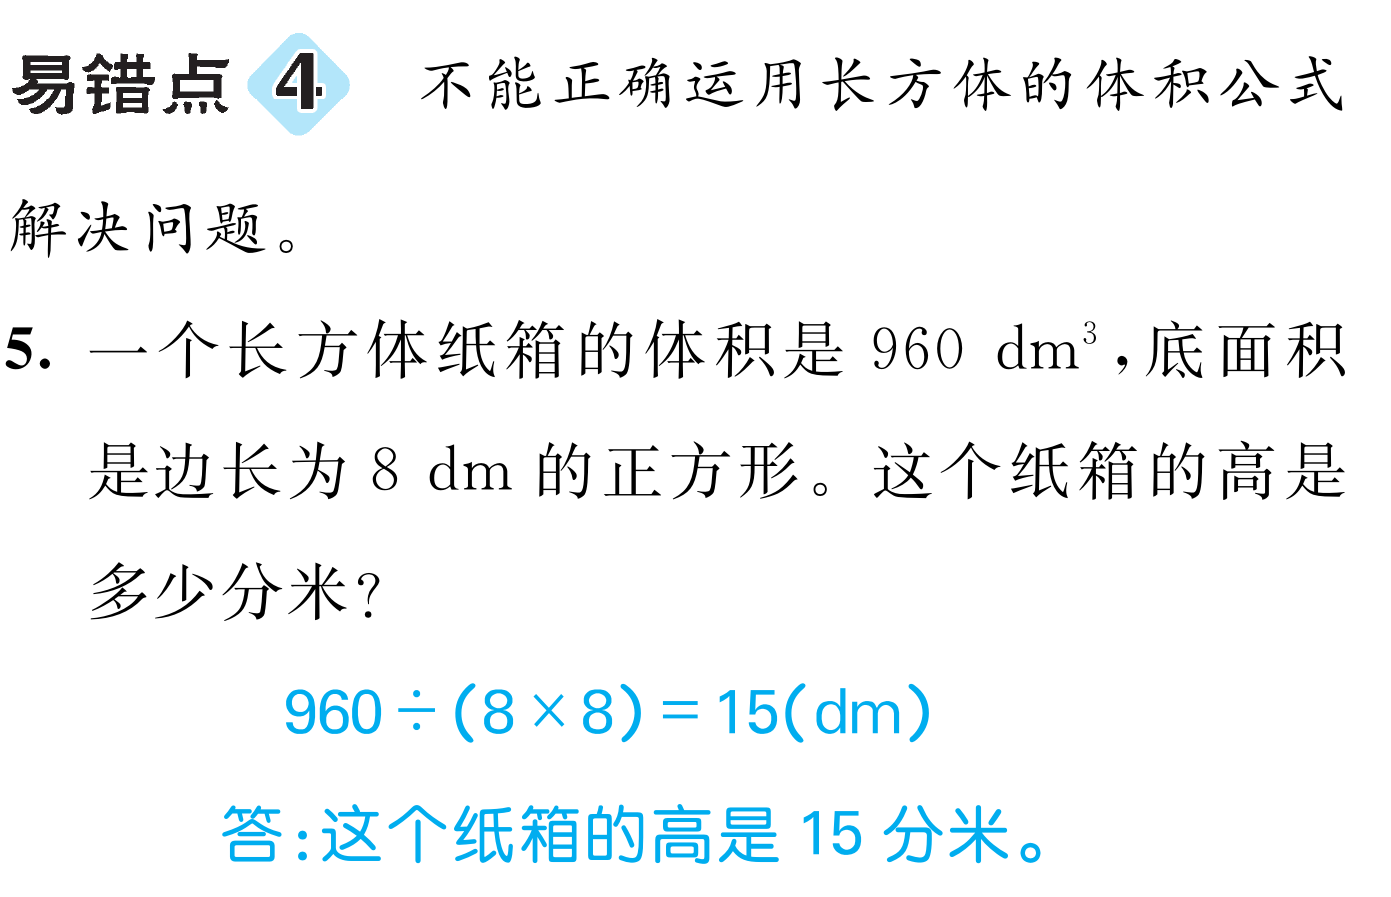 易错点 4 不能正确运用长方体的体积公式
解决问题。
5. 一个长方体纸箱的体积是 960 dm³,底面积
是边长为 8 dm 的正方形。这个纸箱的高是
多少分米?
960÷(8×8)=15(dm)
答:这个纸箱的高是 15 分米。